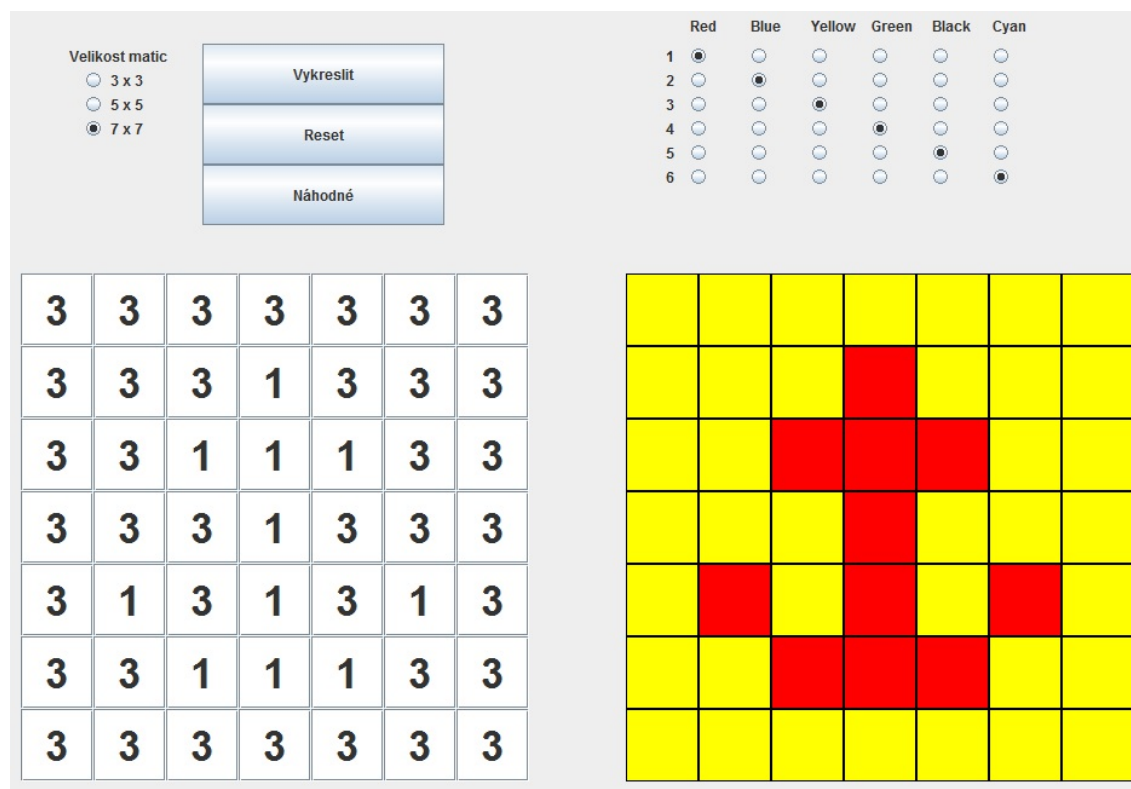 Velikost matic
3 x 3
5 x 5
7 x 7
Vykreslit
Reset
Náhodné
Red Blue Yellow Green Black Cyan
1
2
3
4
5
6
3 3 3 3 3 3 3
3 3 3 1 3 3 3
3 3 1 1 1 3 3
3 3 3 1 3 3 3
3 1 3 1 3 1 3
3 3 1 1 1 3 3
3 3 3 3 3 3 3